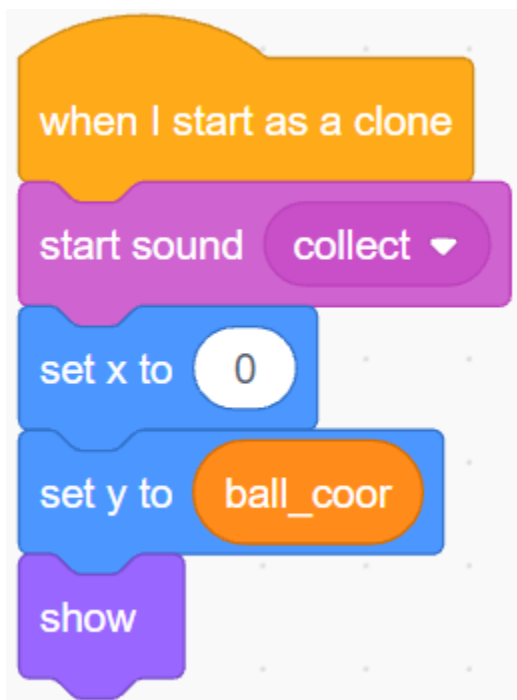 when I start as a clone
start sound collect
set x to 0
set y to ball_coor
show